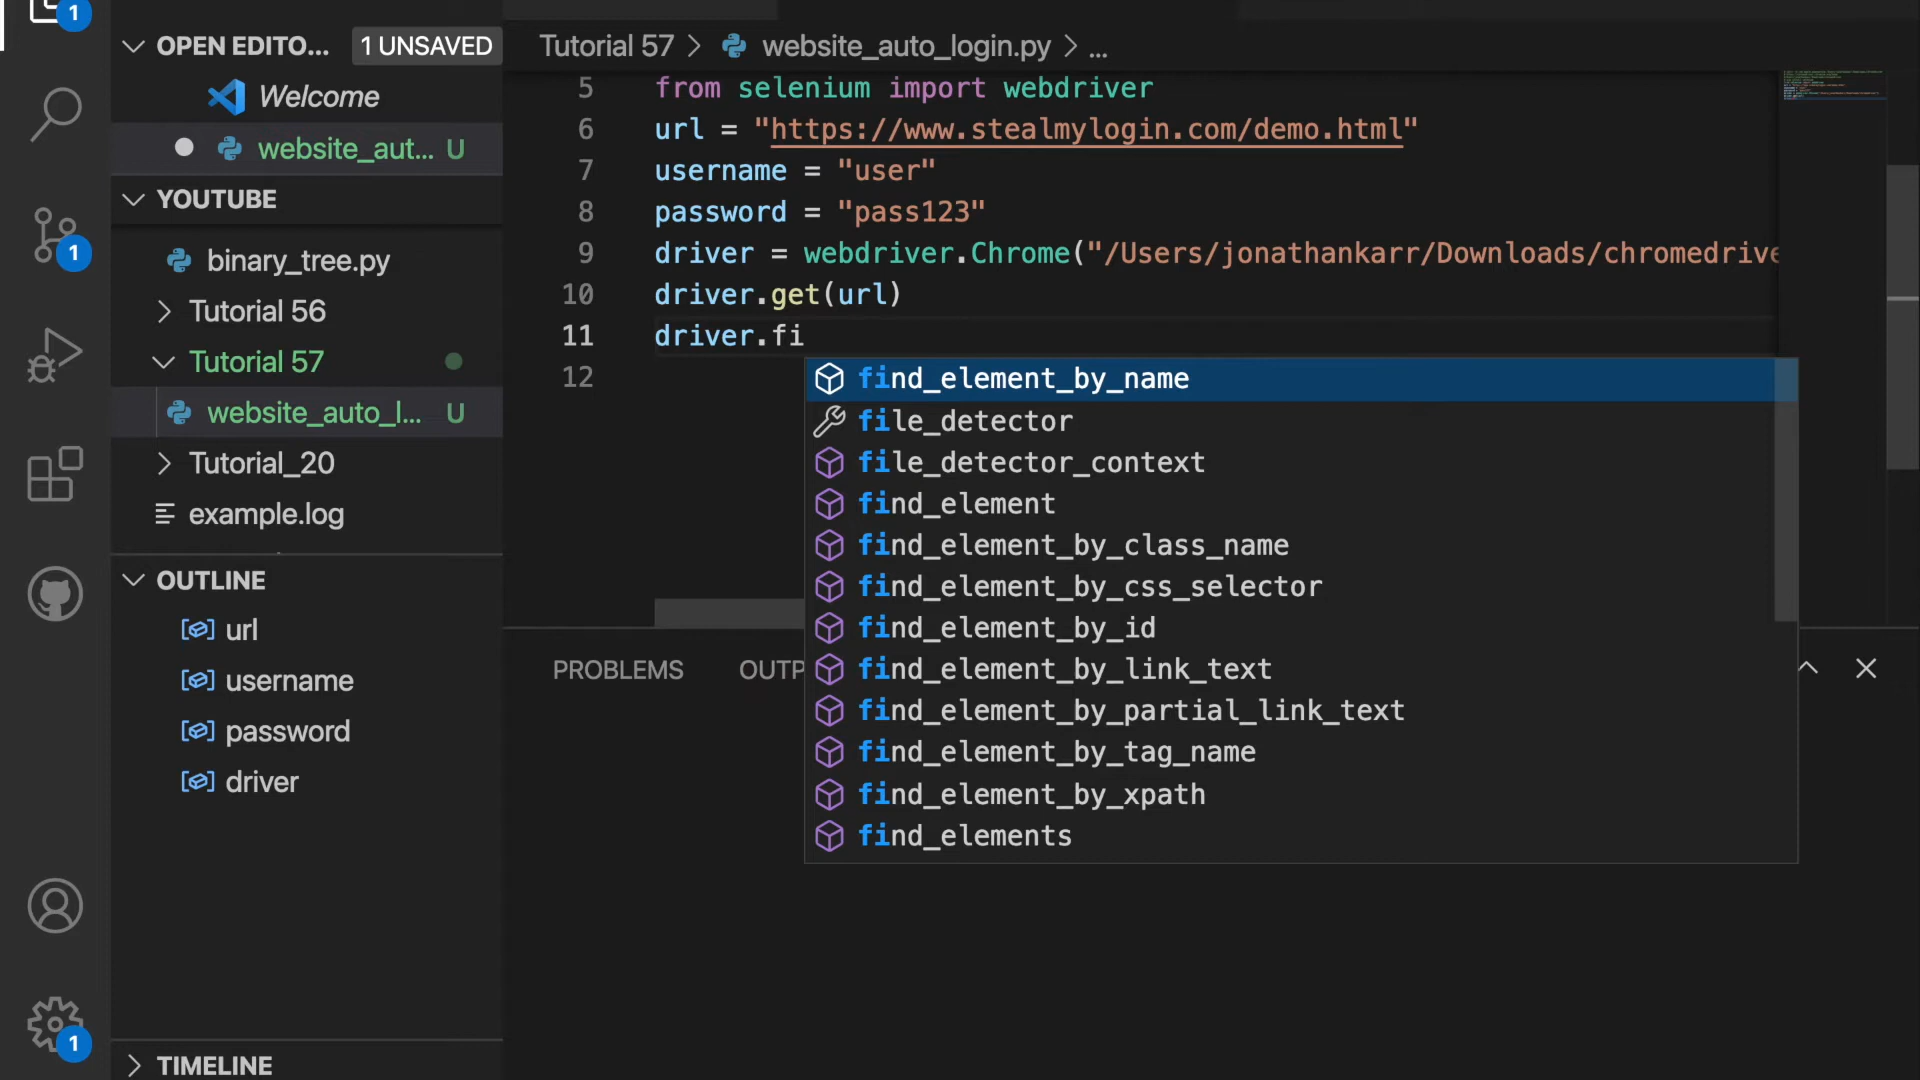 1
OPEN EDITO... 1 UNSAVED
Welcome
website_aut... U
YOUTUBE
binary_tree.py
Tutorial 56
Tutorial 57
website_auto_l... U
Tutorial_20
example.log
OUTLINE
url
username
password
driver
TIMELINE
1
1
Tutorial 57 > website_auto_login.py > ...
5 from selenium import webdriver
6 url = "https://www.stealmylogin.com/demo.html"
7 username = "user"
8 password = "pass123"
9 driver = webdriver.Chrome("/Users/jonathankarr/Downloads/chromedrive
10 driver.get(url)
11 driver.fi
12
find_element_by_name
file_detector
file_detector_context
find_element
find_element_by_class_name
find_element_by_css_selector
find_element_by_id
find_element_by_link_text
find_element_by_partial_link_text
find_element_by_tag_name
find_element_by_xpath
find_elements
PROBLEMS OUTP